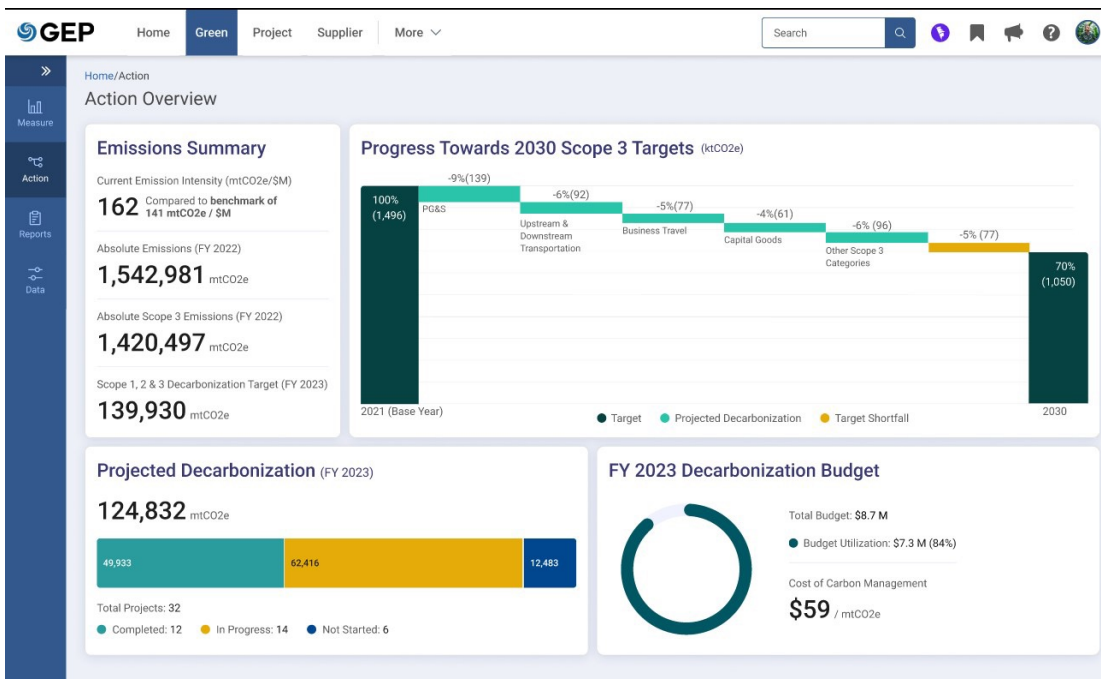 GEP
Home
Green
Project
Supplier
More
Search
Measure
Action
Reports
Data
Home/Action
Action Overview
Emissions Summary
Current Emission Intensity (mtCO2e/$M)
162 Compared to benchmark of
141 mtCO2e / $M
Absolute Emissions (FY 2022)
1,542,981 mtCO2e
Absolute Scope 3 Emissions (FY 2022)
1,420,497 mtCO2e
Scope 1, 2 & 3 Decarbonization Target (FY 2023)
139,930 mtCO2e
Progress Towards 2030 Scope 3 Targets (ktCO2e)
100%
(1,496)
-9%(139)
PG&S
-6%(92)
Upstream &
Downstream
Transportation
-5%(77)
Business Travel
-4%(61)
Capital Goods
-6% (96)
Other Scope 3
Categories
-5% (77)
70%
(1,050)
2021 (Base Year)
2030
Target
Projected Decarbonization
Target Shortfall
Projected Decarbonization (FY 2023)
124,832 mtCO2e
49,933
62,416
12,483
Total Projects: 32
Completed: 12
In Progress: 14
Not Started: 6
FY 2023 Decarbonization Budget
Total Budget: $8.7 M
Budget Utilization: $7.3 M (84%)
Cost of Carbon Management
$59 / mtCO2e